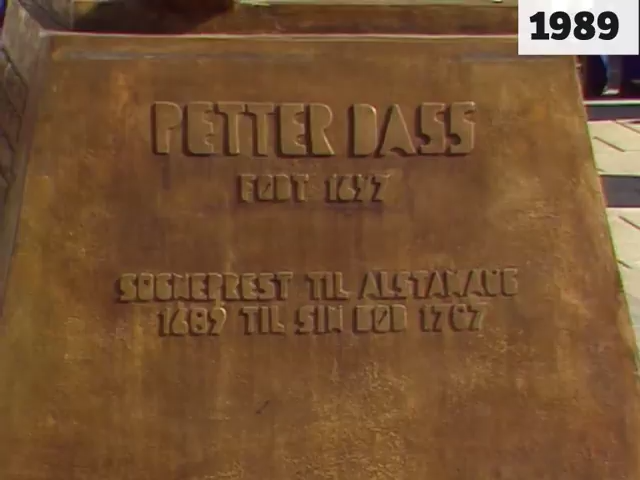 1989
PETTER DASS
FØDT 1647
SOGNEPREST TIL ALSTAHAUG
1689 TIL SIN DØD 1707